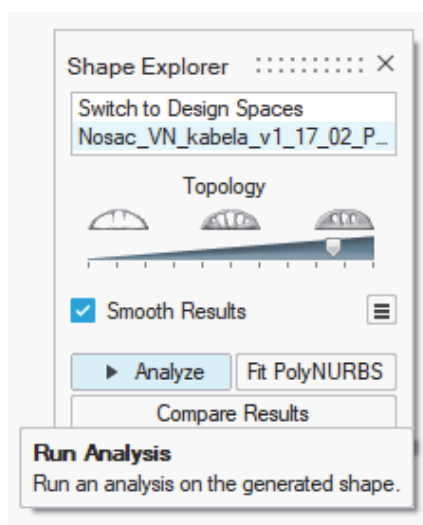 Shape Explorer
Switch to Design Spaces
Nosac_VN_kabela_v1_17_02_P...
Topology
Smooth Results
Analyze
Fit PolyNURBS
Compare Results
Run Analysis
Run an analysis on the generated shape.